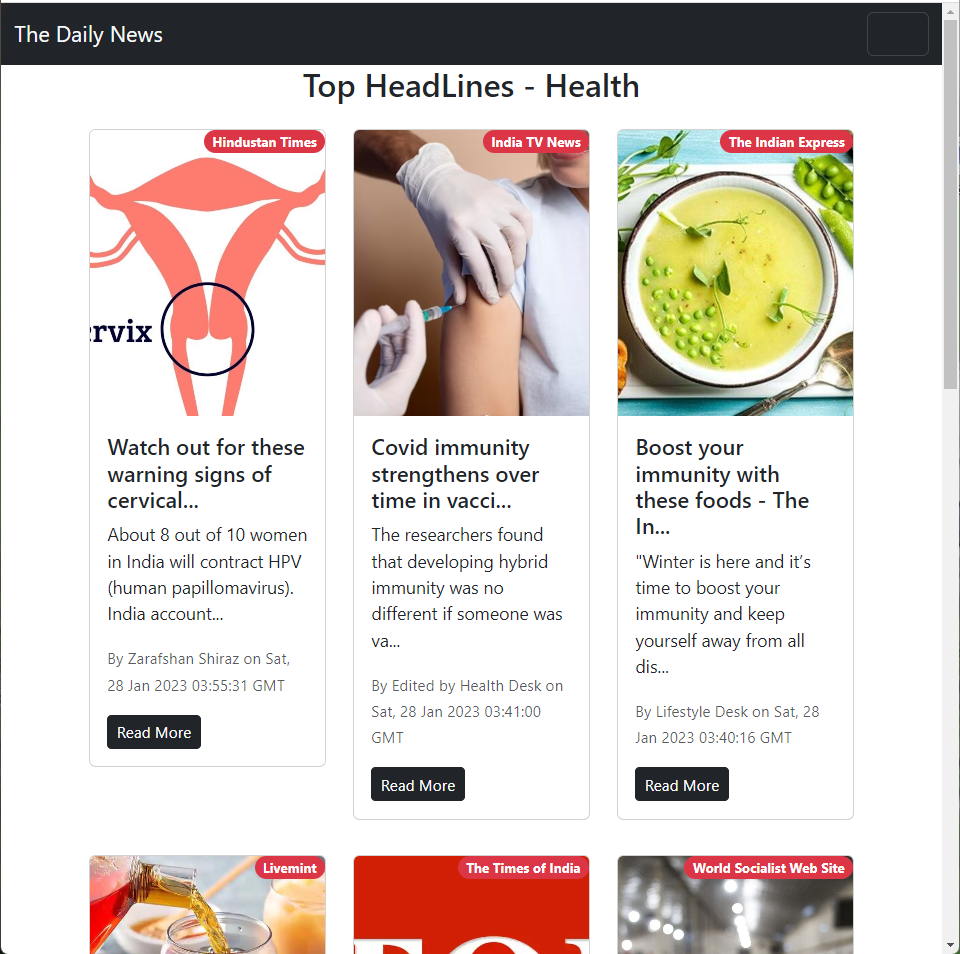 The Daily News
Top HeadLines - Health
Hindustan Times
ervix
Watch out for these
warning signs of
cervical...
About 8 out of 10 women
in India will contract HPV
(human papillomavirus).
India account...
By Zarafshan Shiraz on Sat,
28 Jan 2023 03:55:31 GMT
Read More
India TV News
Covid immunity
strengthens over
time in vacci...
The researchers found
that developing hybrid
immunity was no
different if someone was
va...
By Edited by Health Desk on
Sat, 28 Jan 2023 03:41:00
GMT
Read More
The Indian Express
Boost your
immunity with
these foods - The
In...
"Winter is here and it’s
time to boost your
immunity and keep
yourself away from all
dis...
By Lifestyle Desk on Sat, 28
Jan 2023 03:40:16 GMT
Read More
Livemint
The Times of India
World Socialist Web Site